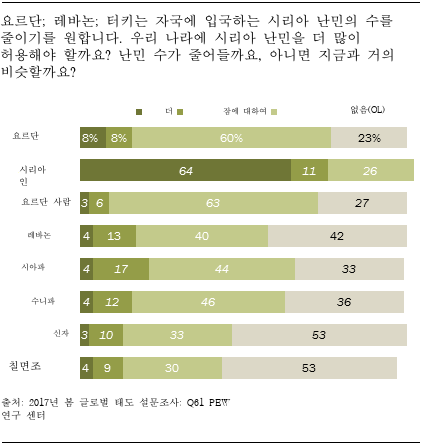 요르단; 레바논; 터키는 자국에 입국하는 시리아 난민의 수를
줄이기를 원합니다. 우리 나라에 시리아 난민을 더 많이
허용해야 할까요? 난민 수가 줄어들까요, 아니면 지금과 거의
비슷할까요?
더 장에 대하여 없음(OL)
요르단 8% 8% 60% 23%
시리아
인 64 11 26
요르단 사람 3 6 63 27
레바논 4 13 40 42
시아파 4 17 44 33
수니파 4 12 46 36
신자 3 10 33 53
칠면조 4 9 30 53
출처: 2017년 봄 글로벌 태도 설문조사: Q61 PEW
연구 센터